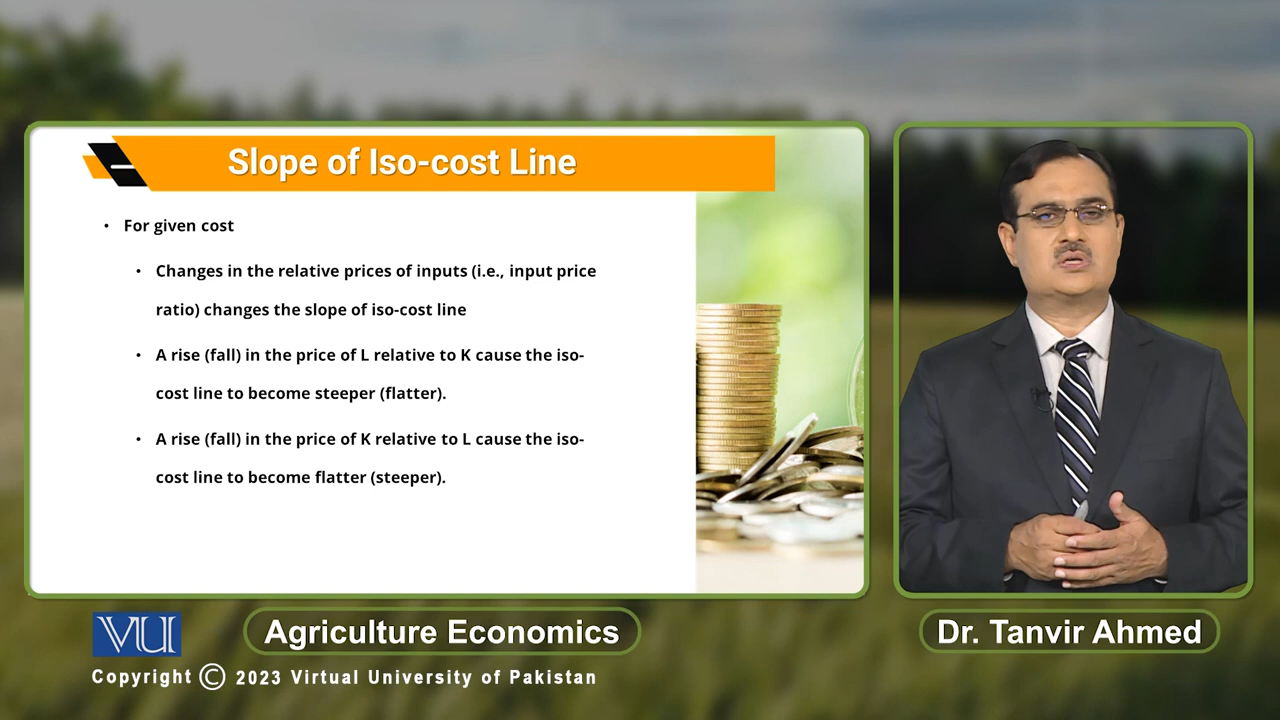 Slope of Iso-cost Line
• For given cost
• Changes in the relative prices of inputs (i.e., input price
ratio) changes the slope of iso-cost line
• A rise (fall) in the price of L relative to K cause the iso-
cost line to become steeper (flatter).
• A rise (fall) in the price of K relative to L cause the iso-
cost line to become flatter (steeper).
VU
Agriculture Economics
Dr. Tanvir Ahmed
Copyright © 2023 Virtual University of Pakistan